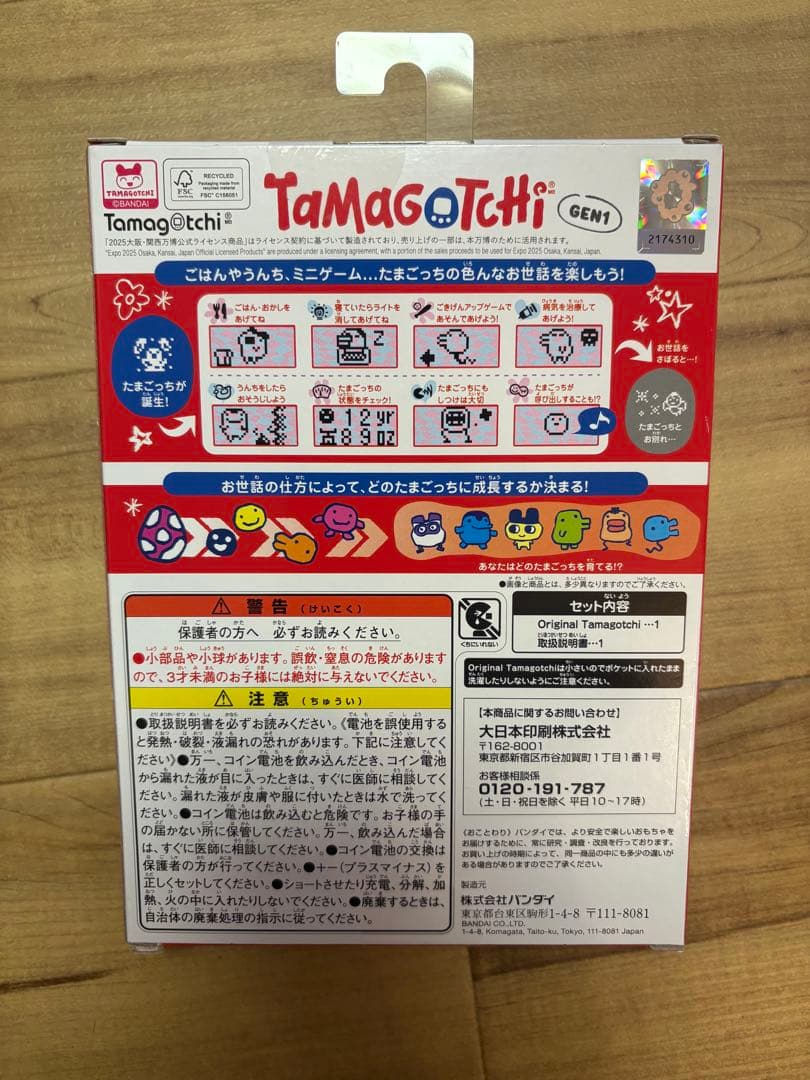 TAMAGOTCHI
©BANDAI
FSC
RECYCLED
Packaging made from recycled material
FSC® C156051
TaMaGOTCHi
GEN1
2174310
Tamagotchi
「2025大阪・関西万博公式ライセンス商品」はライセンス契約に基づいて製造されており、売り上げの一部は、本万博のために活用されます。
"Expo 2025 Osaka, Kansai, Japan Official Licensed Products" are produced under a licensing agreement, with a portion of the sales proceeds to be used for Expo 2025 Osaka, Kansai, Japan.
ごはんやうんち、ミニゲーム...たまごっちの色んなお世話を楽しもう!
たまごっちが
誕生!
ごはん・おかしを
あげてね
寝ていたらライトを
消してあげてね
ごきげんアップゲームで
あそんであげよう!
病気を治療して
あげよう!
お世話を
さぼると…!
うんちをしたら
おそうじしよう
たまごっちの
状態をチェック!
12yr
89oz
たまごっちにも
しつけは大切
たまごっちが
呼び出しすることも!?
たまごっちと
お別れ…
お世話の仕方によって、どのたまごっちに成長するか決まる!
あなたはどのたまごっちを育てる!?
●画像と商品とは、多少異なりますのでご了承ください。
警告(けいこく)
保護者の方へ 必ずお読みください。
●小部品や小球があります。誤飲・窒息の危険があります
ので、3才未満のお子様には絶対に与えないでください。
注意(ちゅうい)
●取扱説明書を必ずお読みください。《電池を誤使用する
と発熱・破裂・液漏れの恐れがあります。下記に注意してく
ださい》●万一、コイン電池を飲み込んだとき、コイン電池
から漏れた液が目に入ったときは、すぐに医師に相談してく
ださい。漏れた液が皮膚や服に付いたときは水で洗ってく
ださい。●コイン電池は飲み込むと危険です。お子様の手
の届かない所に保管してください。万一、飲み込んだ場合
は、すぐに医師に相談してください。●コイン電池の交換は
保護者の方が行ってください。●+−(プラスマイナス)を
正しくセットしてください。●ショートさせたり充電、分解、加
熱、火の中に入れたりしないでください。●廃棄するときは、
自治体の廃棄処理の指示に従ってください。
くちにいれない
セット内容
Original Tamagotchi …1
取扱説明書…1
Original Tamagotchiは小さいのでポケットに入れたまま
洗濯したりしないようにご注意ください。
【本商品に関するお問い合わせ】
大日本印刷株式会社
〒162-8001
東京都新宿区市谷加賀町1丁目1番1号
お客様相談係
0120-191-787
(土・日・祝日を除く 平日10～17時)
《おことわり》バンダイでは、より安全で楽しいおもちゃを
お届けするために、常に研究・調査・改良を行っております。
お買い上げの時期によって、同一商品の中にも多少の違いが
ある場合がありますのでご了承ください。
製造元
株式会社バンダイ
東京都台東区駒形1-4-8 〒111-8081
BANDAI CO.,LTD.
1-4-8, Komagata, Taito-ku, Tokyo, 111-8081 Japan